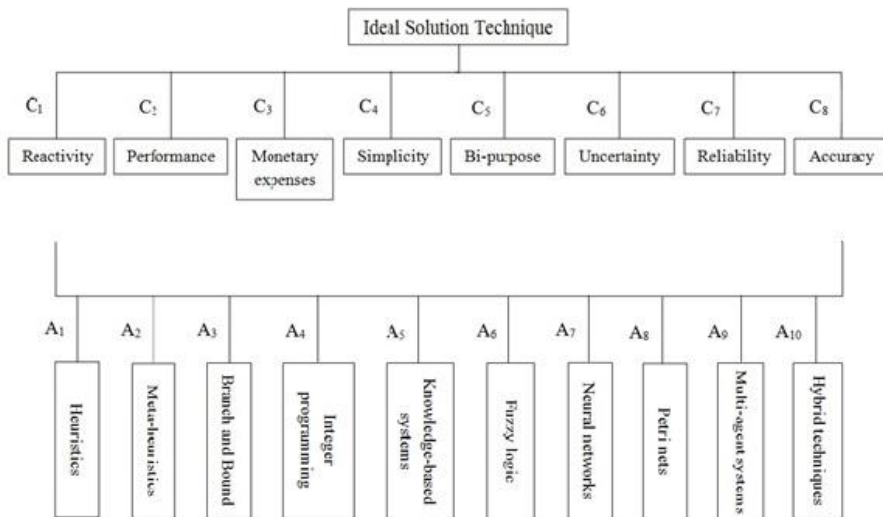 Ideal Solution Technique
C₁ C₂ C₃ C₄ C₅ C₆ C₇ C₈
Reactivity
Performance
Monetary
expenses
Simplicity
Bi-purpose
Uncertainty
Reliability
Accuracy
A₁ A₂ A₃ A₄ A₅ A₆ A₇ A₈ A₉ A₁₀
Heuristics
Meta-heuristics
Branch and Bound
Integer
programming
Knowledge-based
systems
Fuzzy logic
Neural networks
Petri nets
Multi-agent systems
Hybrid techniques